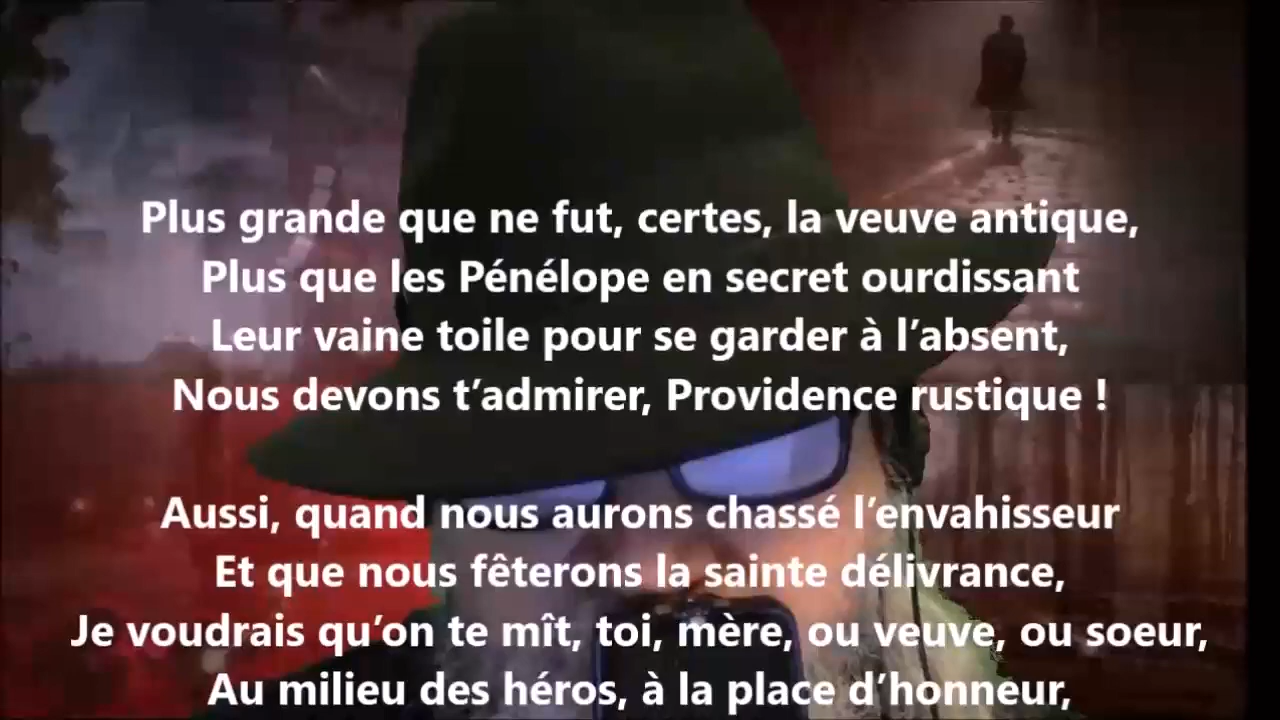 Plus grande que ne fut, certes, la veuve antique,
Plus que les Pénélope en secret ourdissant
Leur vaine toile pour se garder à l’absent,
Nous devons t’admirer, Providence rustique !
Aussi, quand nous aurons chassé l’envahisseur
Et que nous fêterons la sainte délivrance,
Je voudrais qu’on te mît, toi, mère, ou veuve, ou soeur,
Au milieu des héros, à la place d’honneur,